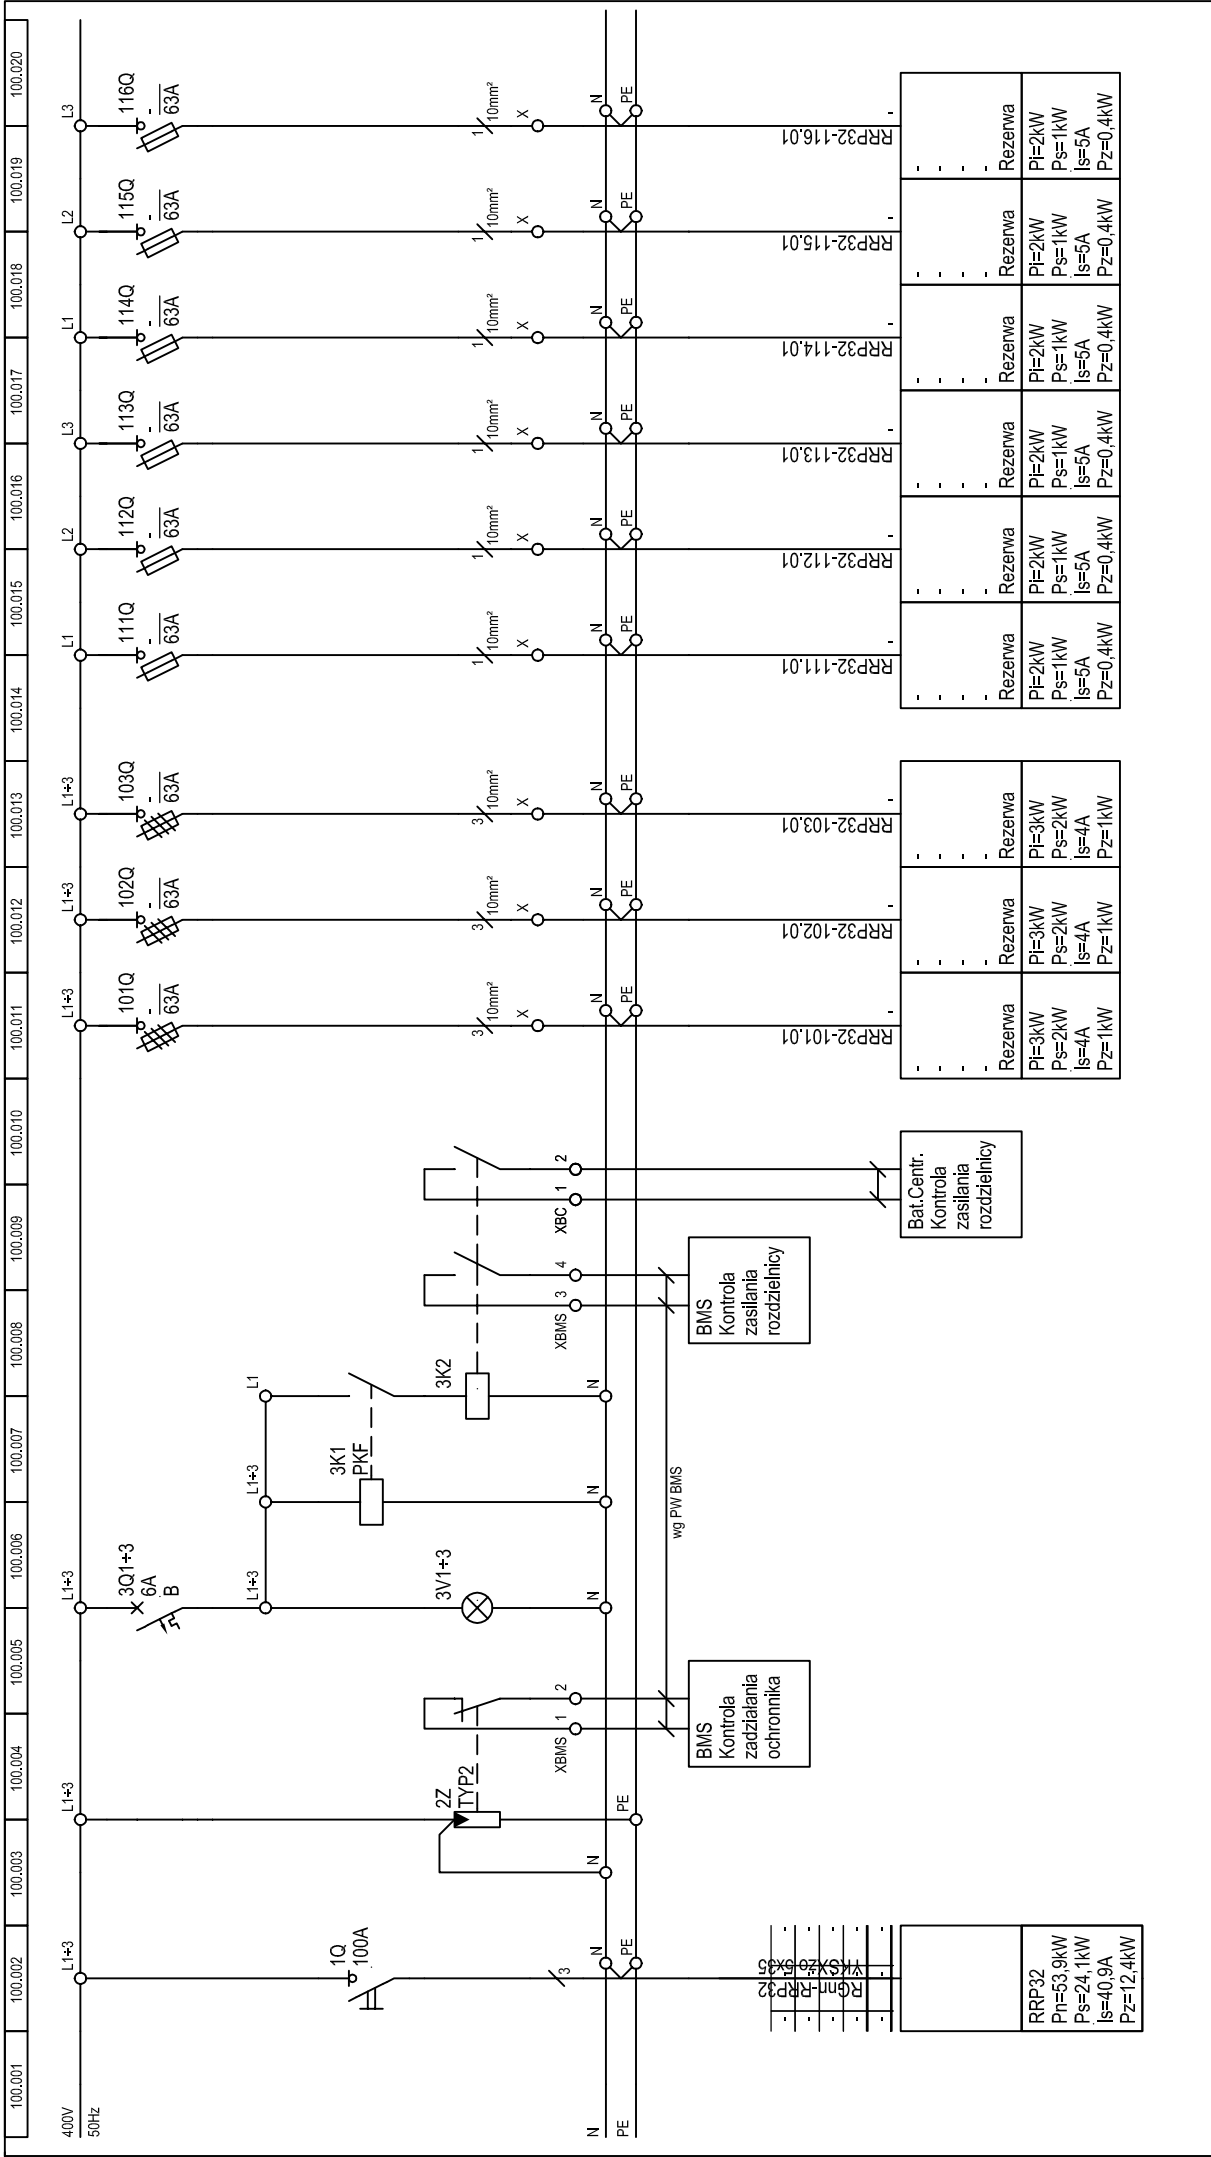 100.001 100.002 100.003 100.004 100.005 100.006 100.007 100.008 100.009 100.010 100.011 100.012 100.013 100.014 100.015 100.016 100.017 100.018 100.019 100.020
400V
50Hz
L1÷3 L1÷3 L1÷3 L1÷3 L1÷3 L1÷3 L1 L2 L3 L1 L2 L3
1Q
100A
3
N
PE
RGnn-RRP32
YKSXżo 5x35
RRP32
Pn=53,9kW
Ps=24,1kW
Is=40,9A
Pz=12,4kW
2Z
TYP2
N
PE
XBMS 1 2
BMS
Kontrola
zadziałania
ochronnika
3Q1÷3
6A
B
L1÷3
3V1÷3
N
L1÷3
3K1
PKF
N
L1
3K2
N
wg PW BMS
XBMS 3 4
BMS
Kontrola
zasilania
rozdzielnicy
XBC 1 2
Bat.Centr.
Kontrola
zasilania
rozdzielnicy
101Q
-
63A
3 10mm²
X
N
PE
RRP32-101.01
-
Rezerwa
Pi=3kW
Ps=2kW
Is=4A
Pz=1kW
102Q
-
63A
3 10mm²
X
N
PE
RRP32-102.01
-
Rezerwa
Pi=3kW
Ps=2kW
Is=4A
Pz=1kW
103Q
-
63A
3 10mm²
X
N
PE
RRP32-103.01
-
Rezerwa
Pi=3kW
Ps=2kW
Is=4A
Pz=1kW
111Q
-
63A
1 10mm²
X
N
PE
RRP32-111.01
-
Rezerwa
Pi=2kW
Ps=1kW
Is=5A
Pz=0,4kW
112Q
-
63A
1 10mm²
X
N
PE
RRP32-112.01
-
Rezerwa
Pi=2kW
Ps=1kW
Is=5A
Pz=0,4kW
113Q
-
63A
1 10mm²
X
N
PE
RRP32-113.01
-
Rezerwa
Pi=2kW
Ps=1kW
Is=5A
Pz=0,4kW
114Q
-
63A
1 10mm²
X
N
PE
RRP32-114.01
-
Rezerwa
Pi=2kW
Ps=1kW
Is=5A
Pz=0,4kW
115Q
-
63A
1 10mm²
X
N
PE
RRP32-115.01
-
Rezerwa
Pi=2kW
Ps=1kW
Is=5A
Pz=0,4kW
116Q
-
63A
1 10mm²
X
N
PE
RRP32-116.01
-
Rezerwa
Pi=2kW
Ps=1kW
Is=5A
Pz=0,4kW
N
PE